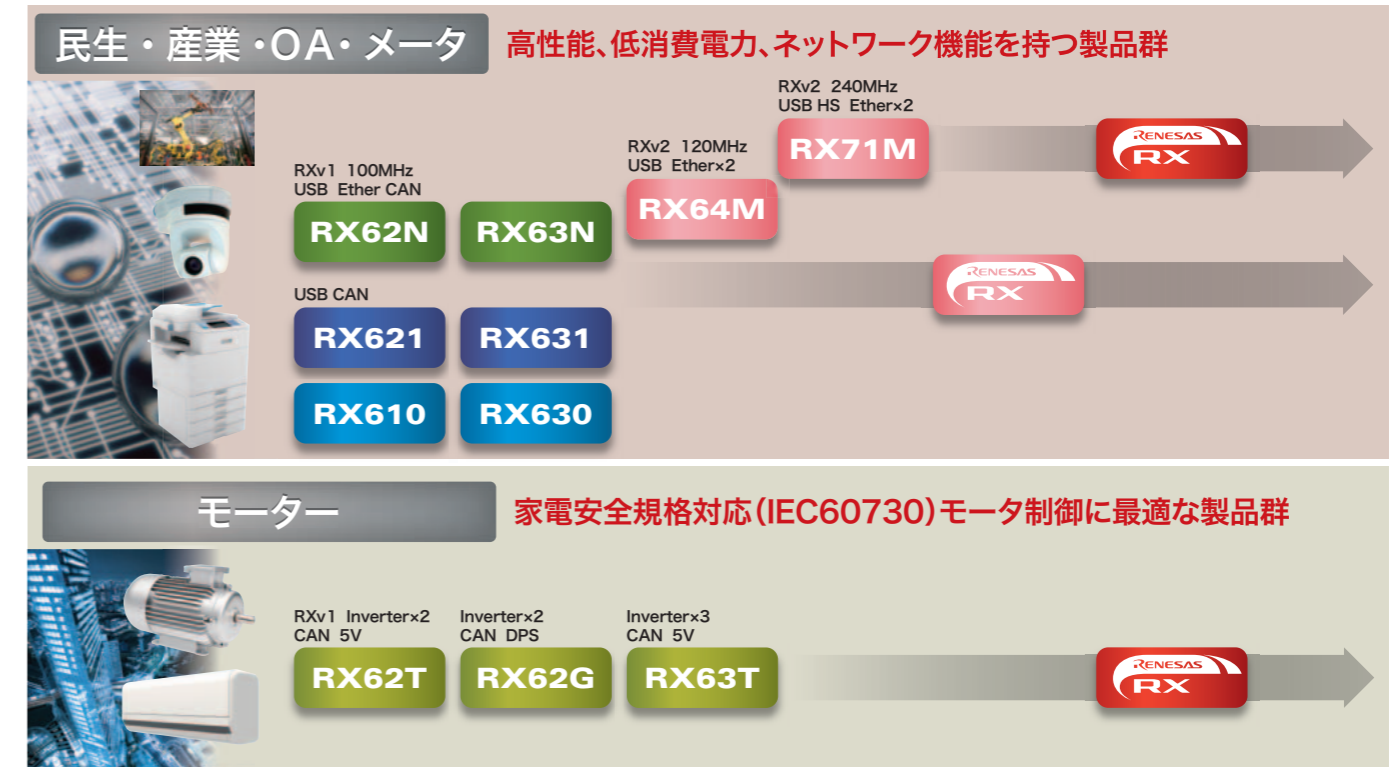 民生・産業・OA・メータ
高性能、低消費電力、ネットワーク機能を持つ製品群
RXv2 240MHz
USB HS Ether×2
RX71M
RENESAS
RX
RXv2 120MHz
USB Ether×2
RX64M
RXv1 100MHz
USB Ether CAN
RX62N
RX63N
RENESAS
RX
USB CAN
RX621
RX631
RX610
RX630
モーター
家電安全規格対応(IEC60730)モータ制御に最適な製品群
RXv1 Inverter×2
CAN 5V
RX62T
Inverter×2
CAN DPS
RX62G
Inverter×3
CAN 5V
RX63T
RENESAS
RX